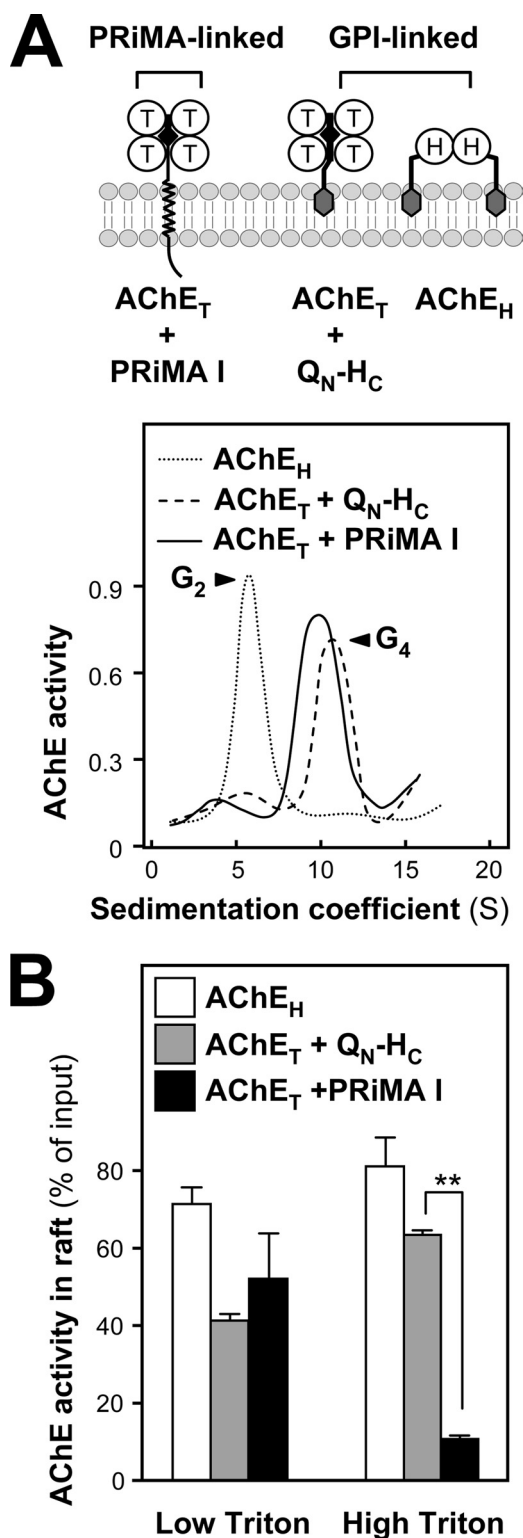 A
PRiMA-linked GPI-linked
T T T T T T T T H H
AChE_T + PRiMA I
AChE_T + Q_N-H_C
AChE_H
AChE_H
AChE_T + Q_N-H_C
AChE_T + PRiMA I
G_2
G_4
0.9
0.6
0.3
0
AChE activity
0 5 10 15 20
Sedimentation coefficient (S)
B
AChE_H
AChE_T + Q_N-H_C
AChE_T +PRiMA I
**
80
60
40
20
0
AChE activity in raft (% of input)
Low Triton High Triton